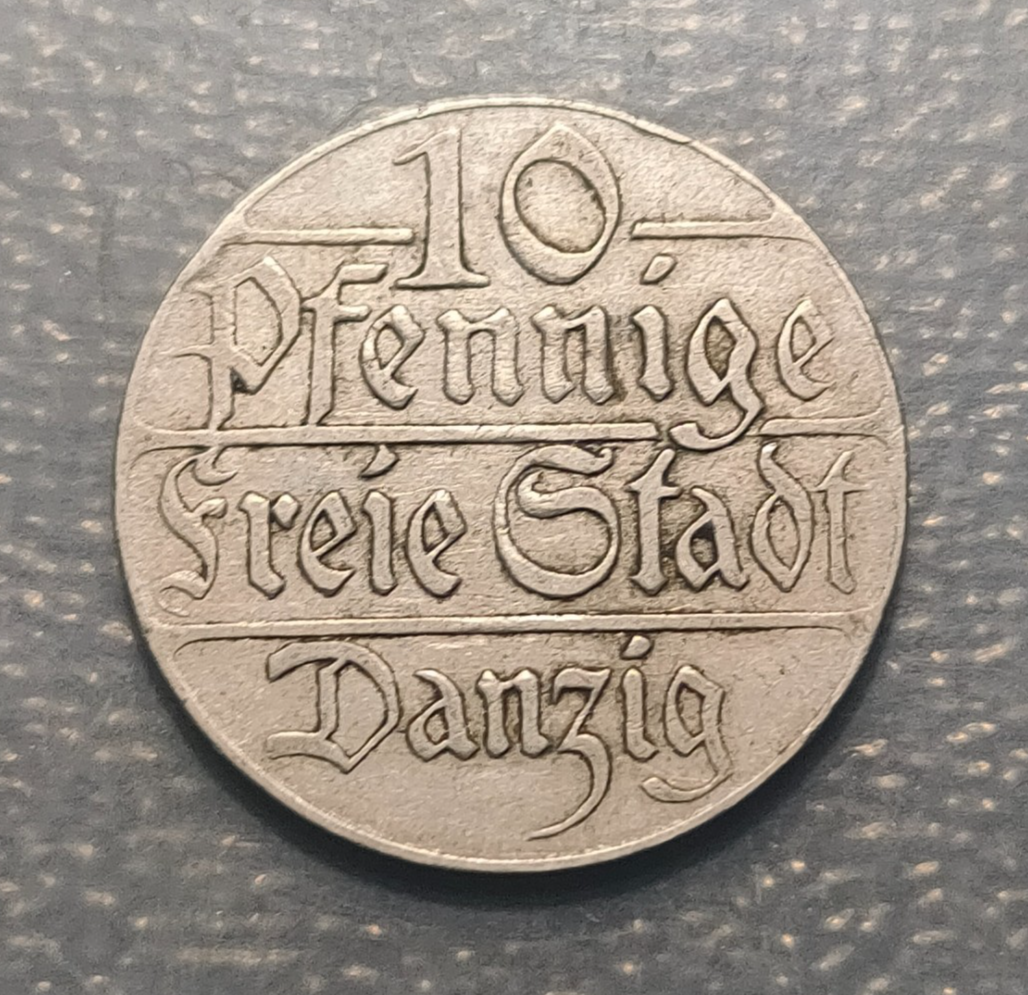 10
Pfennige
Freie Stadt
Danzig